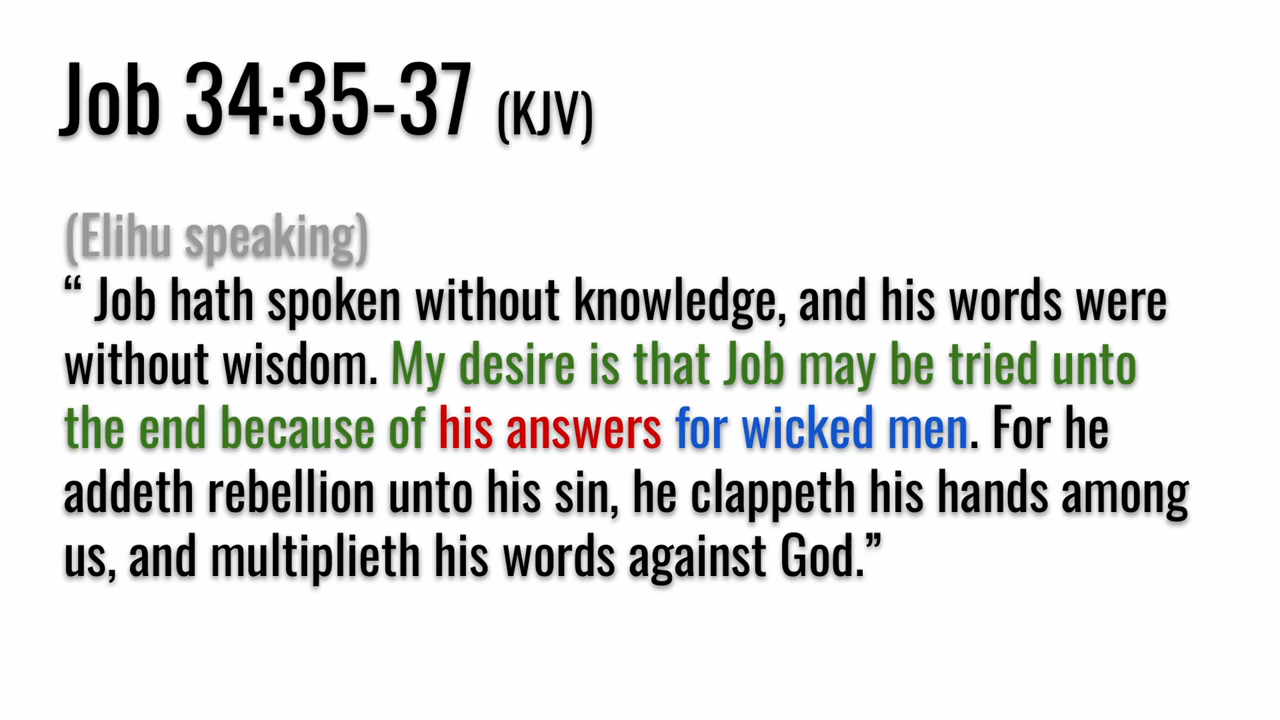 Job 34:35-37 (KJV)
(Elihu speaking)
“ Job hath spoken without knowledge, and his words were
without wisdom. My desire is that Job may be tried unto
the end because of his answers for wicked men. For he
addeth rebellion unto his sin, he clappeth his hands among
us, and multiplieth his words against God.”